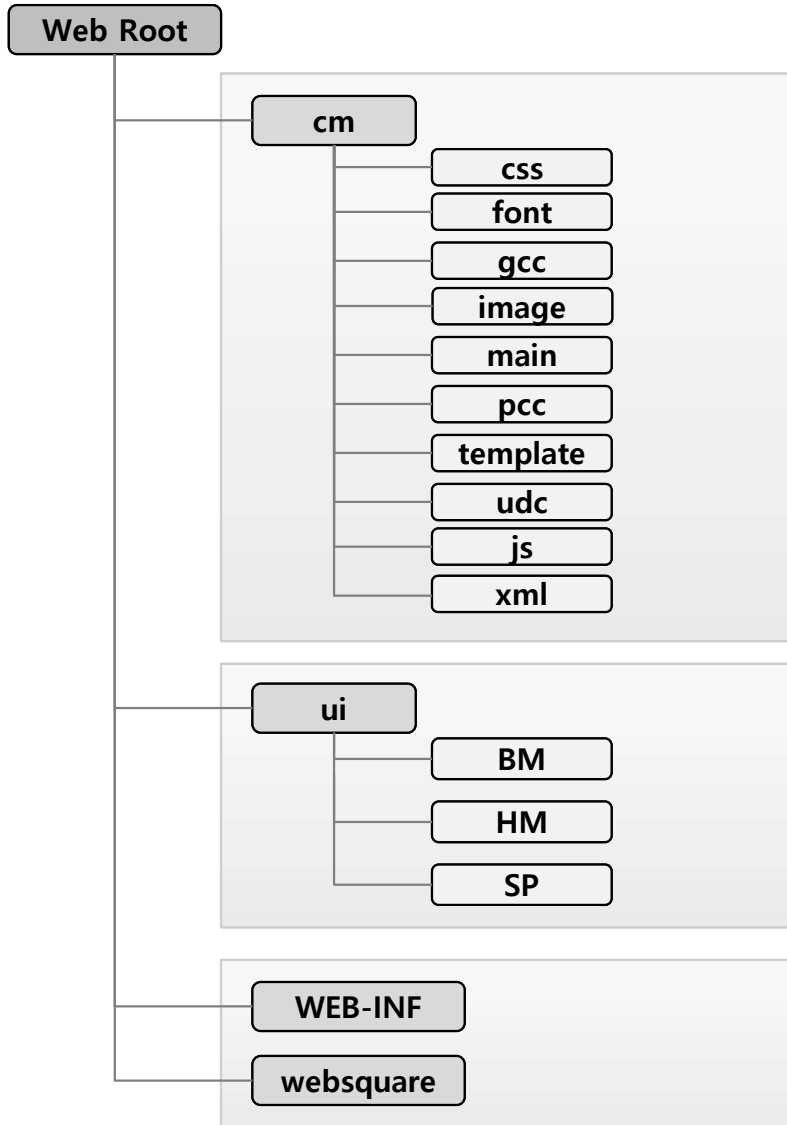 Web Root
cm
css
font
gcc
image
main
pcc
template
udc
js
xml
ui
BM
HM
SP
WEB-INF
websquare